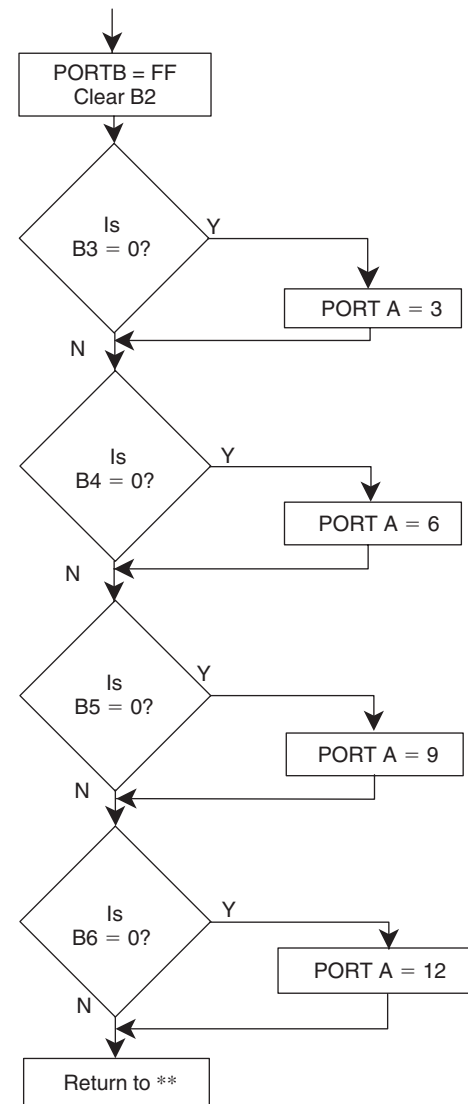 PORTB = FF
Clear B2
Is
B3 = 0?
Y
PORT A = 3
N
Is
B4 = 0?
Y
PORT A = 6
N
Is
B5 = 0?
Y
PORT A = 9
N
Is
B6 = 0?
Y
PORT A = 12
N
Return to **